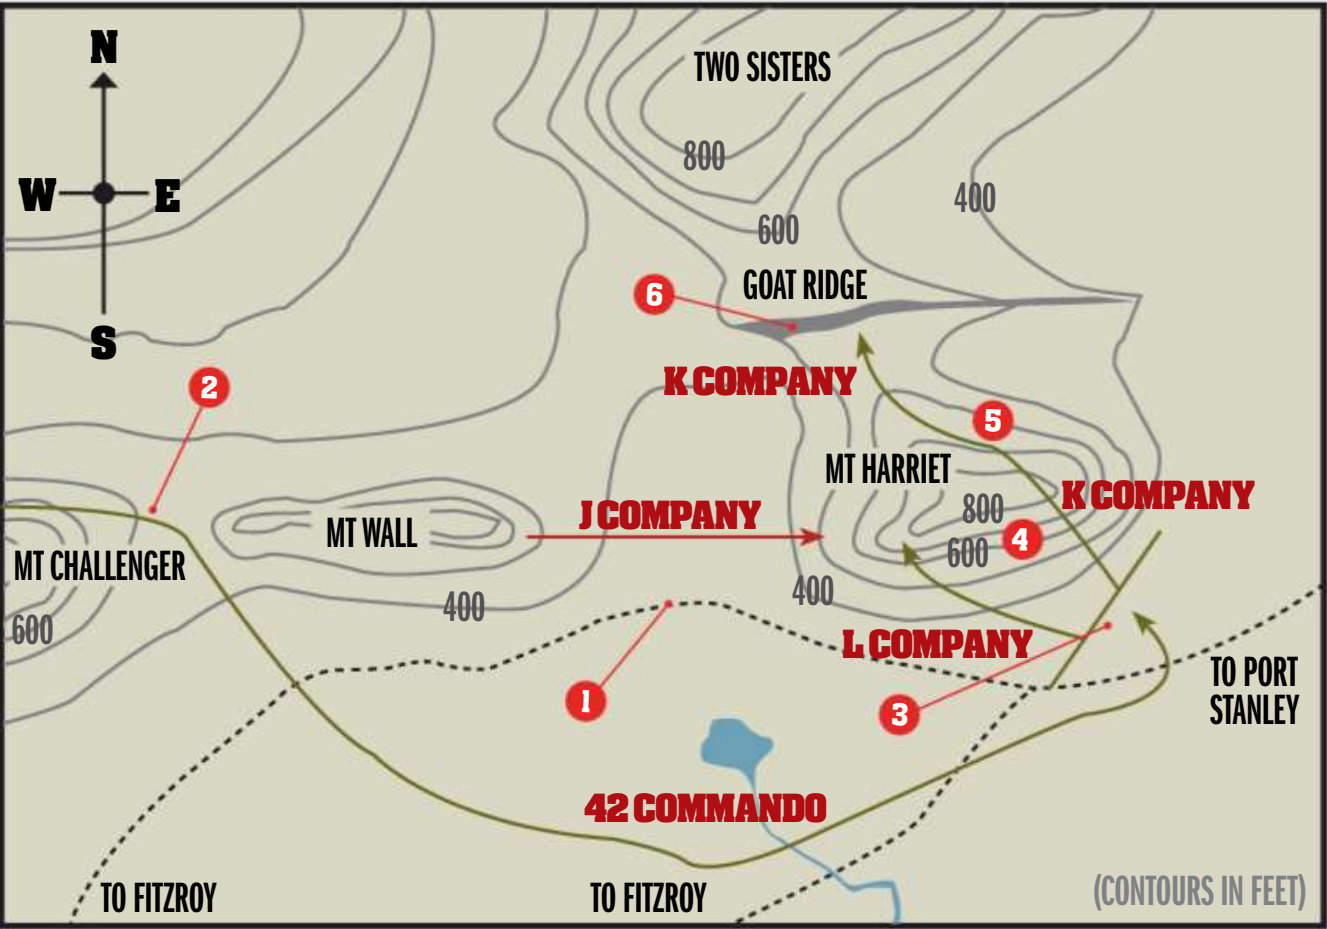 N
W
E
S
TWO SISTERS
800
600
400
GOAT RIDGE
6
K COMPANY
2
5
MT HARRIET
K COMPANY
800
J COMPANY
4
600
MT WALL
MT CHALLENGER
400
400
600
L COMPANY
TO PORT
STANLEY
1
3
42 COMMANDO
TO FITZROY
TO FITZROY
(CONTOURS IN FEET)